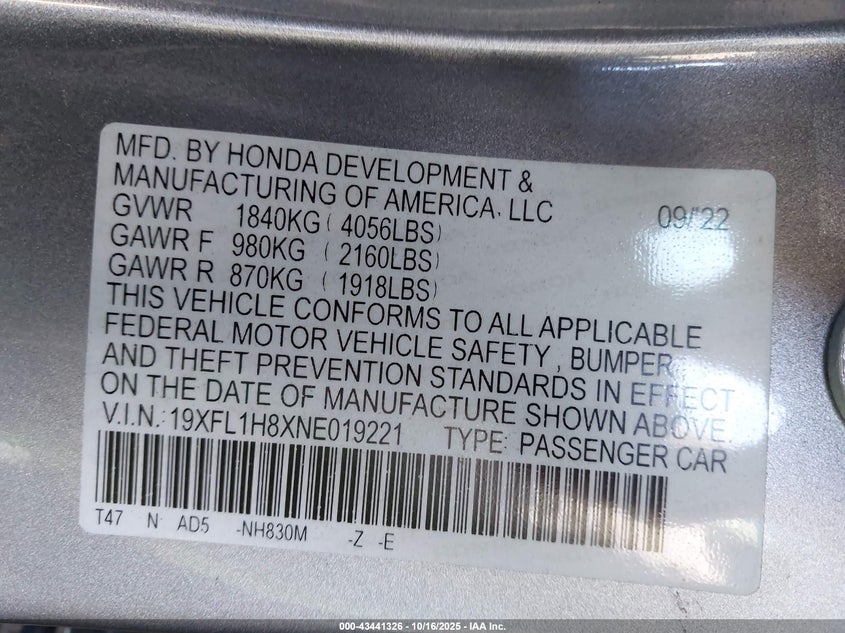 MFD. BY HONDA DEVELOPMENT &
MANUFACTURING OF AMERICA, LLC
GVWR 1840KG ( 4056LBS) 09/22
GAWR F 980KG ( 2160LBS)
GAWR R 870KG ( 1918LBS)
THIS VEHICLE CONFORMS TO ALL APPLICABLE
FEDERAL MOTOR VEHICLE SAFETY, BUMPER,
AND THEFT PREVENTION STANDARDS IN EFFECT
ON THE DATE OF MANUFACTURE SHOWN ABOVE.
V.I.N.: 19XFL1H8XNE019221 TYPE: PASSENGER CAR
T47 N AD5 -NH830M -Z -E
000-43441326 - 10/16/2025 - IAA Inc.